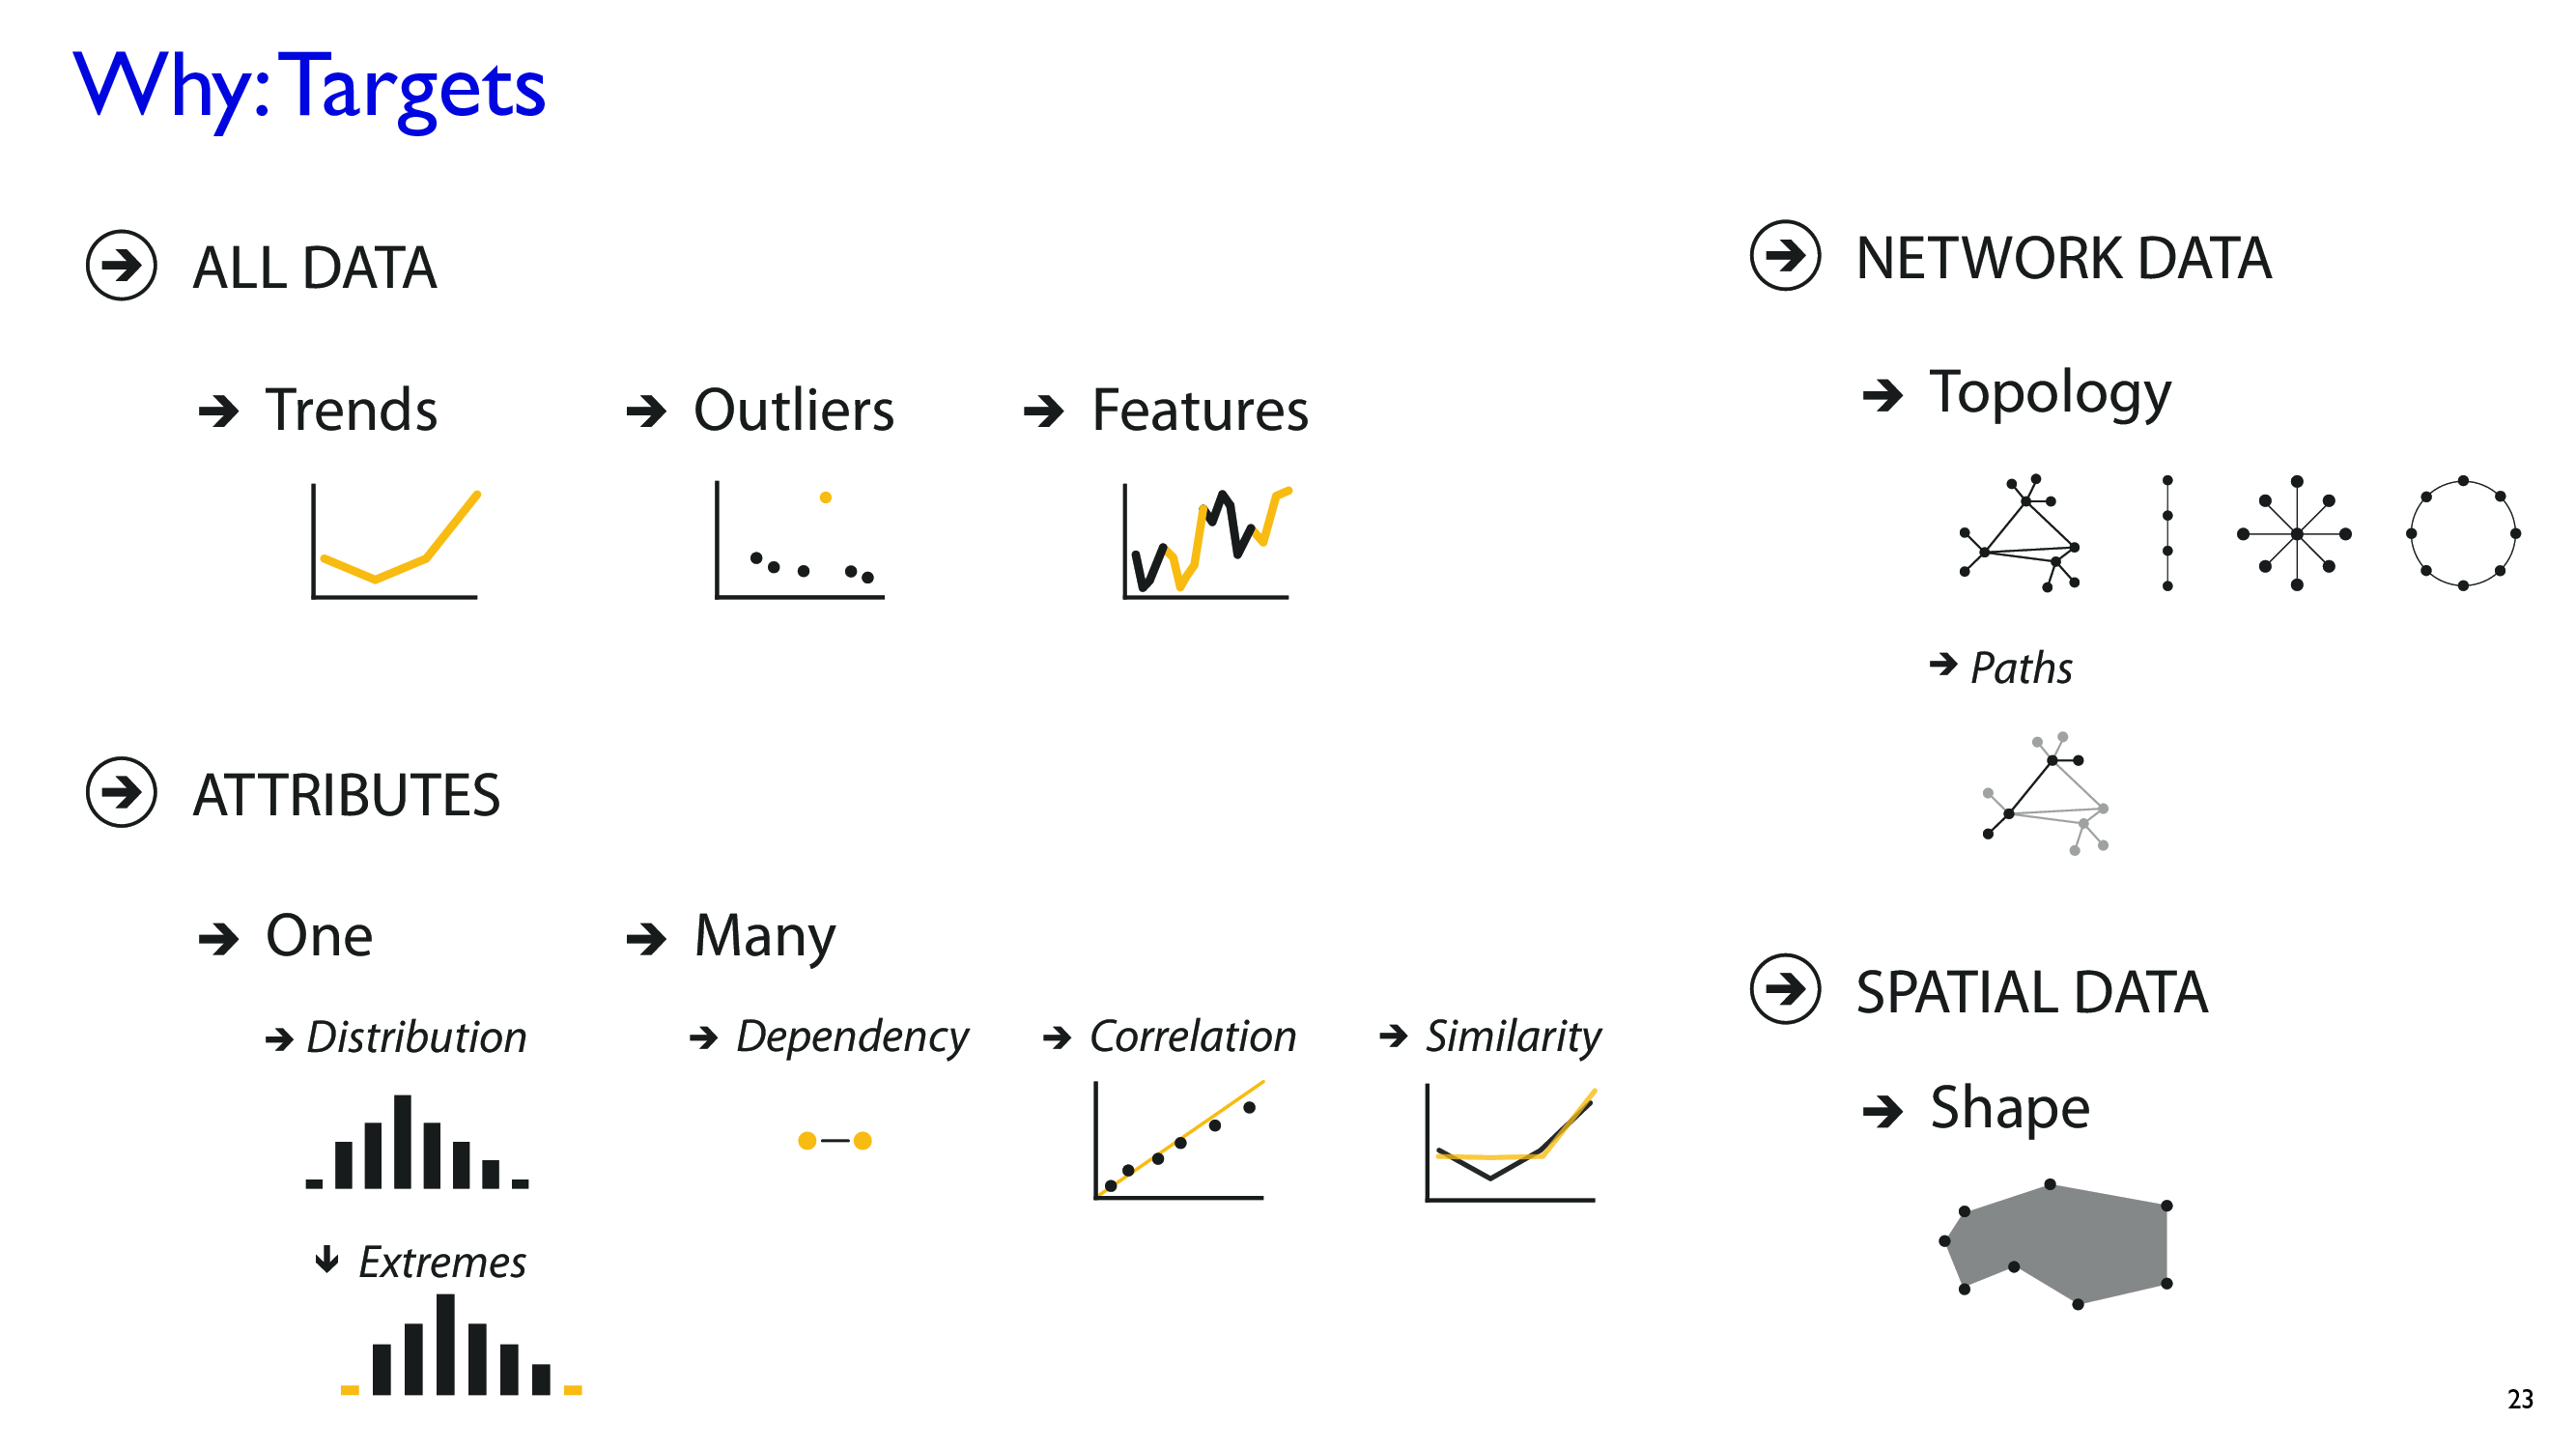 Why: Targets
ALL DATA
Trends
Outliers
Features
ATTRIBUTES
One
Many
Distribution
Dependency
Correlation
Similarity
Extremes
NETWORK DATA
Topology
Paths
SPATIAL DATA
Shape
23